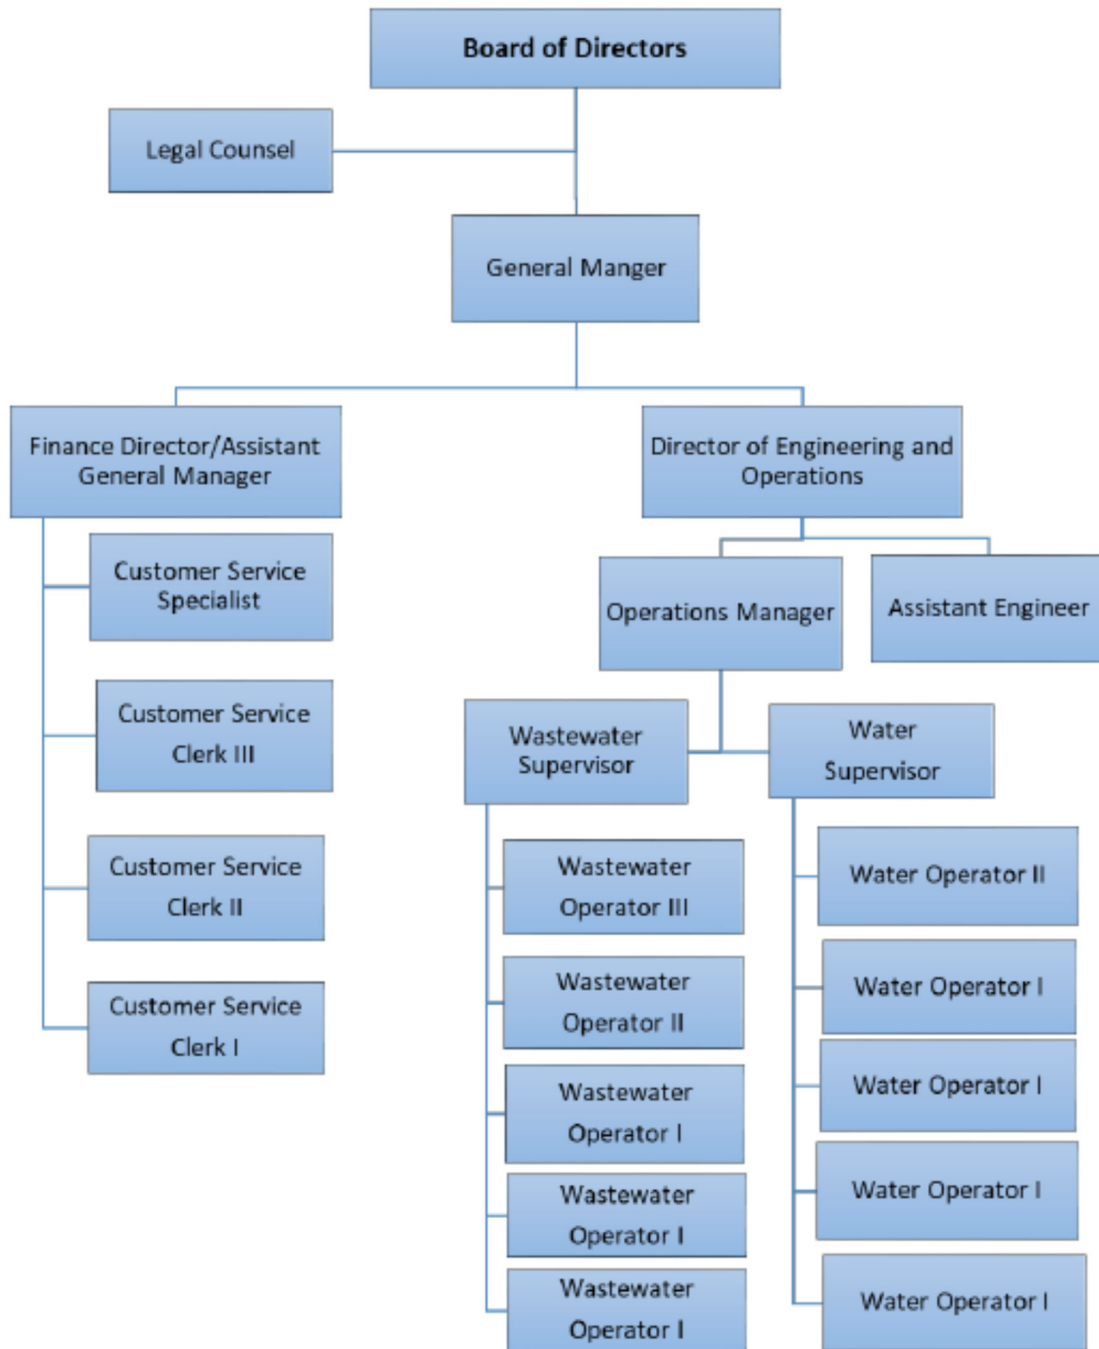 Board of Directors
Legal Counsel
General Manger
Finance Director/Assistant
General Manager
Director of Engineering and
Operations
Customer Service
Specialist
Customer Service
Clerk III
Customer Service
Clerk II
Customer Service
Clerk I
Operations Manager
Assistant Engineer
Wastewater
Supervisor
Water
Supervisor
Wastewater
Operator III
Wastewater
Operator II
Wastewater
Operator I
Wastewater
Operator I
Wastewater
Operator I
Water Operator II
Water Operator I
Water Operator I
Water Operator I
Water Operator I